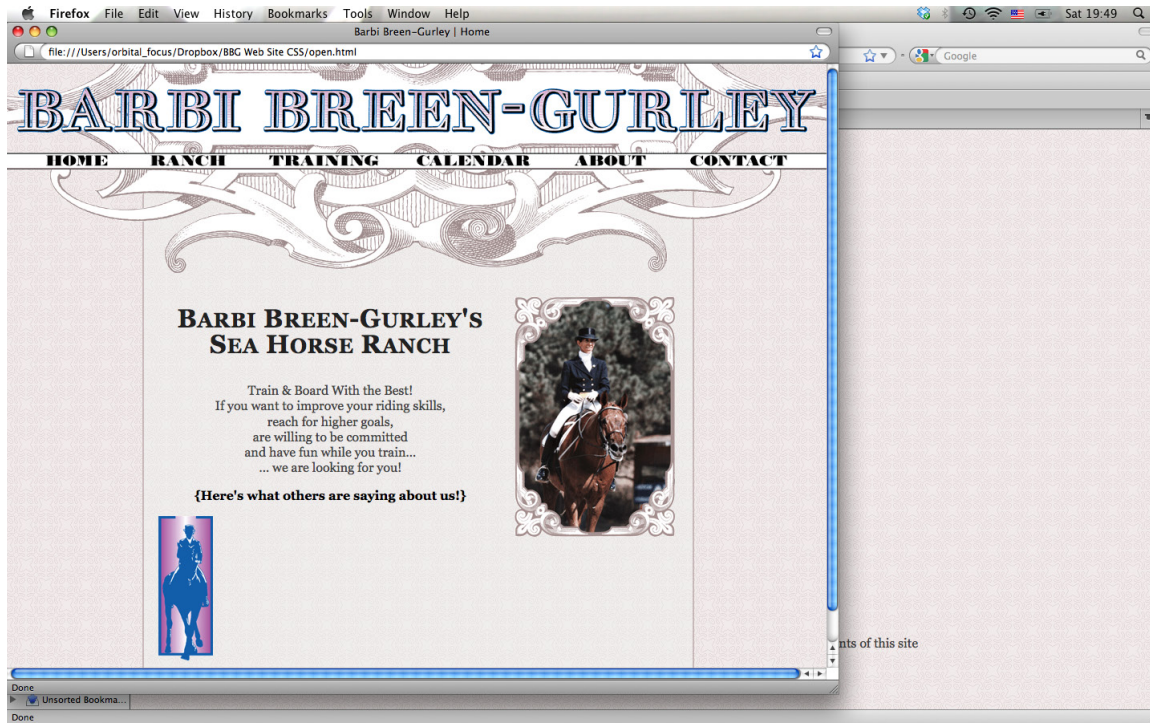 Firefox File Edit View History Bookmarks Tools Window Help Sat 19:49
Barbi Breen-Gurley | Home
file:///Users/orbital_focus/Dropbox/BBG Web Site CSS/open.html
Google
BARBI BREEN-GURLEY
HOME RANCH TRAINING CALENDAR ABOUT CONTACT
BARBI BREEN-GURLEY'S
SEA HORSE RANCH
Train & Board With the Best!
If you want to improve your riding skills,
reach for higher goals,
are willing to be committed
and have fun while you train...
... we are looking for you!
{Here's what others are saying about us!}
nts of this site
Done
Unsorted Bookma...
Done